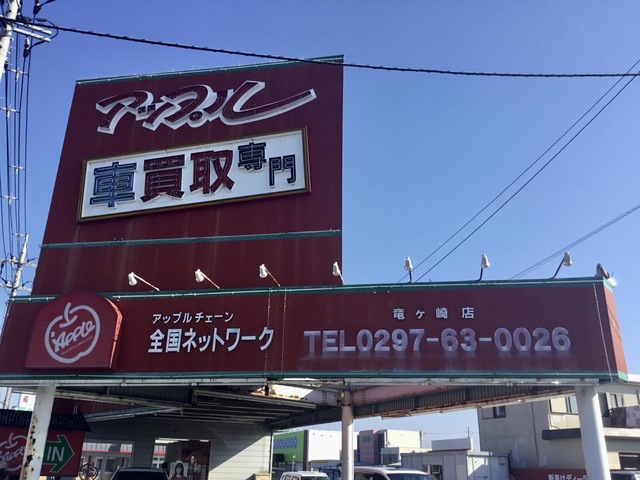 アップル
車買取専門
Apple
アップルチェーン
全国ネットワーク
竜ヶ崎店
TEL0297-63-0026
IN